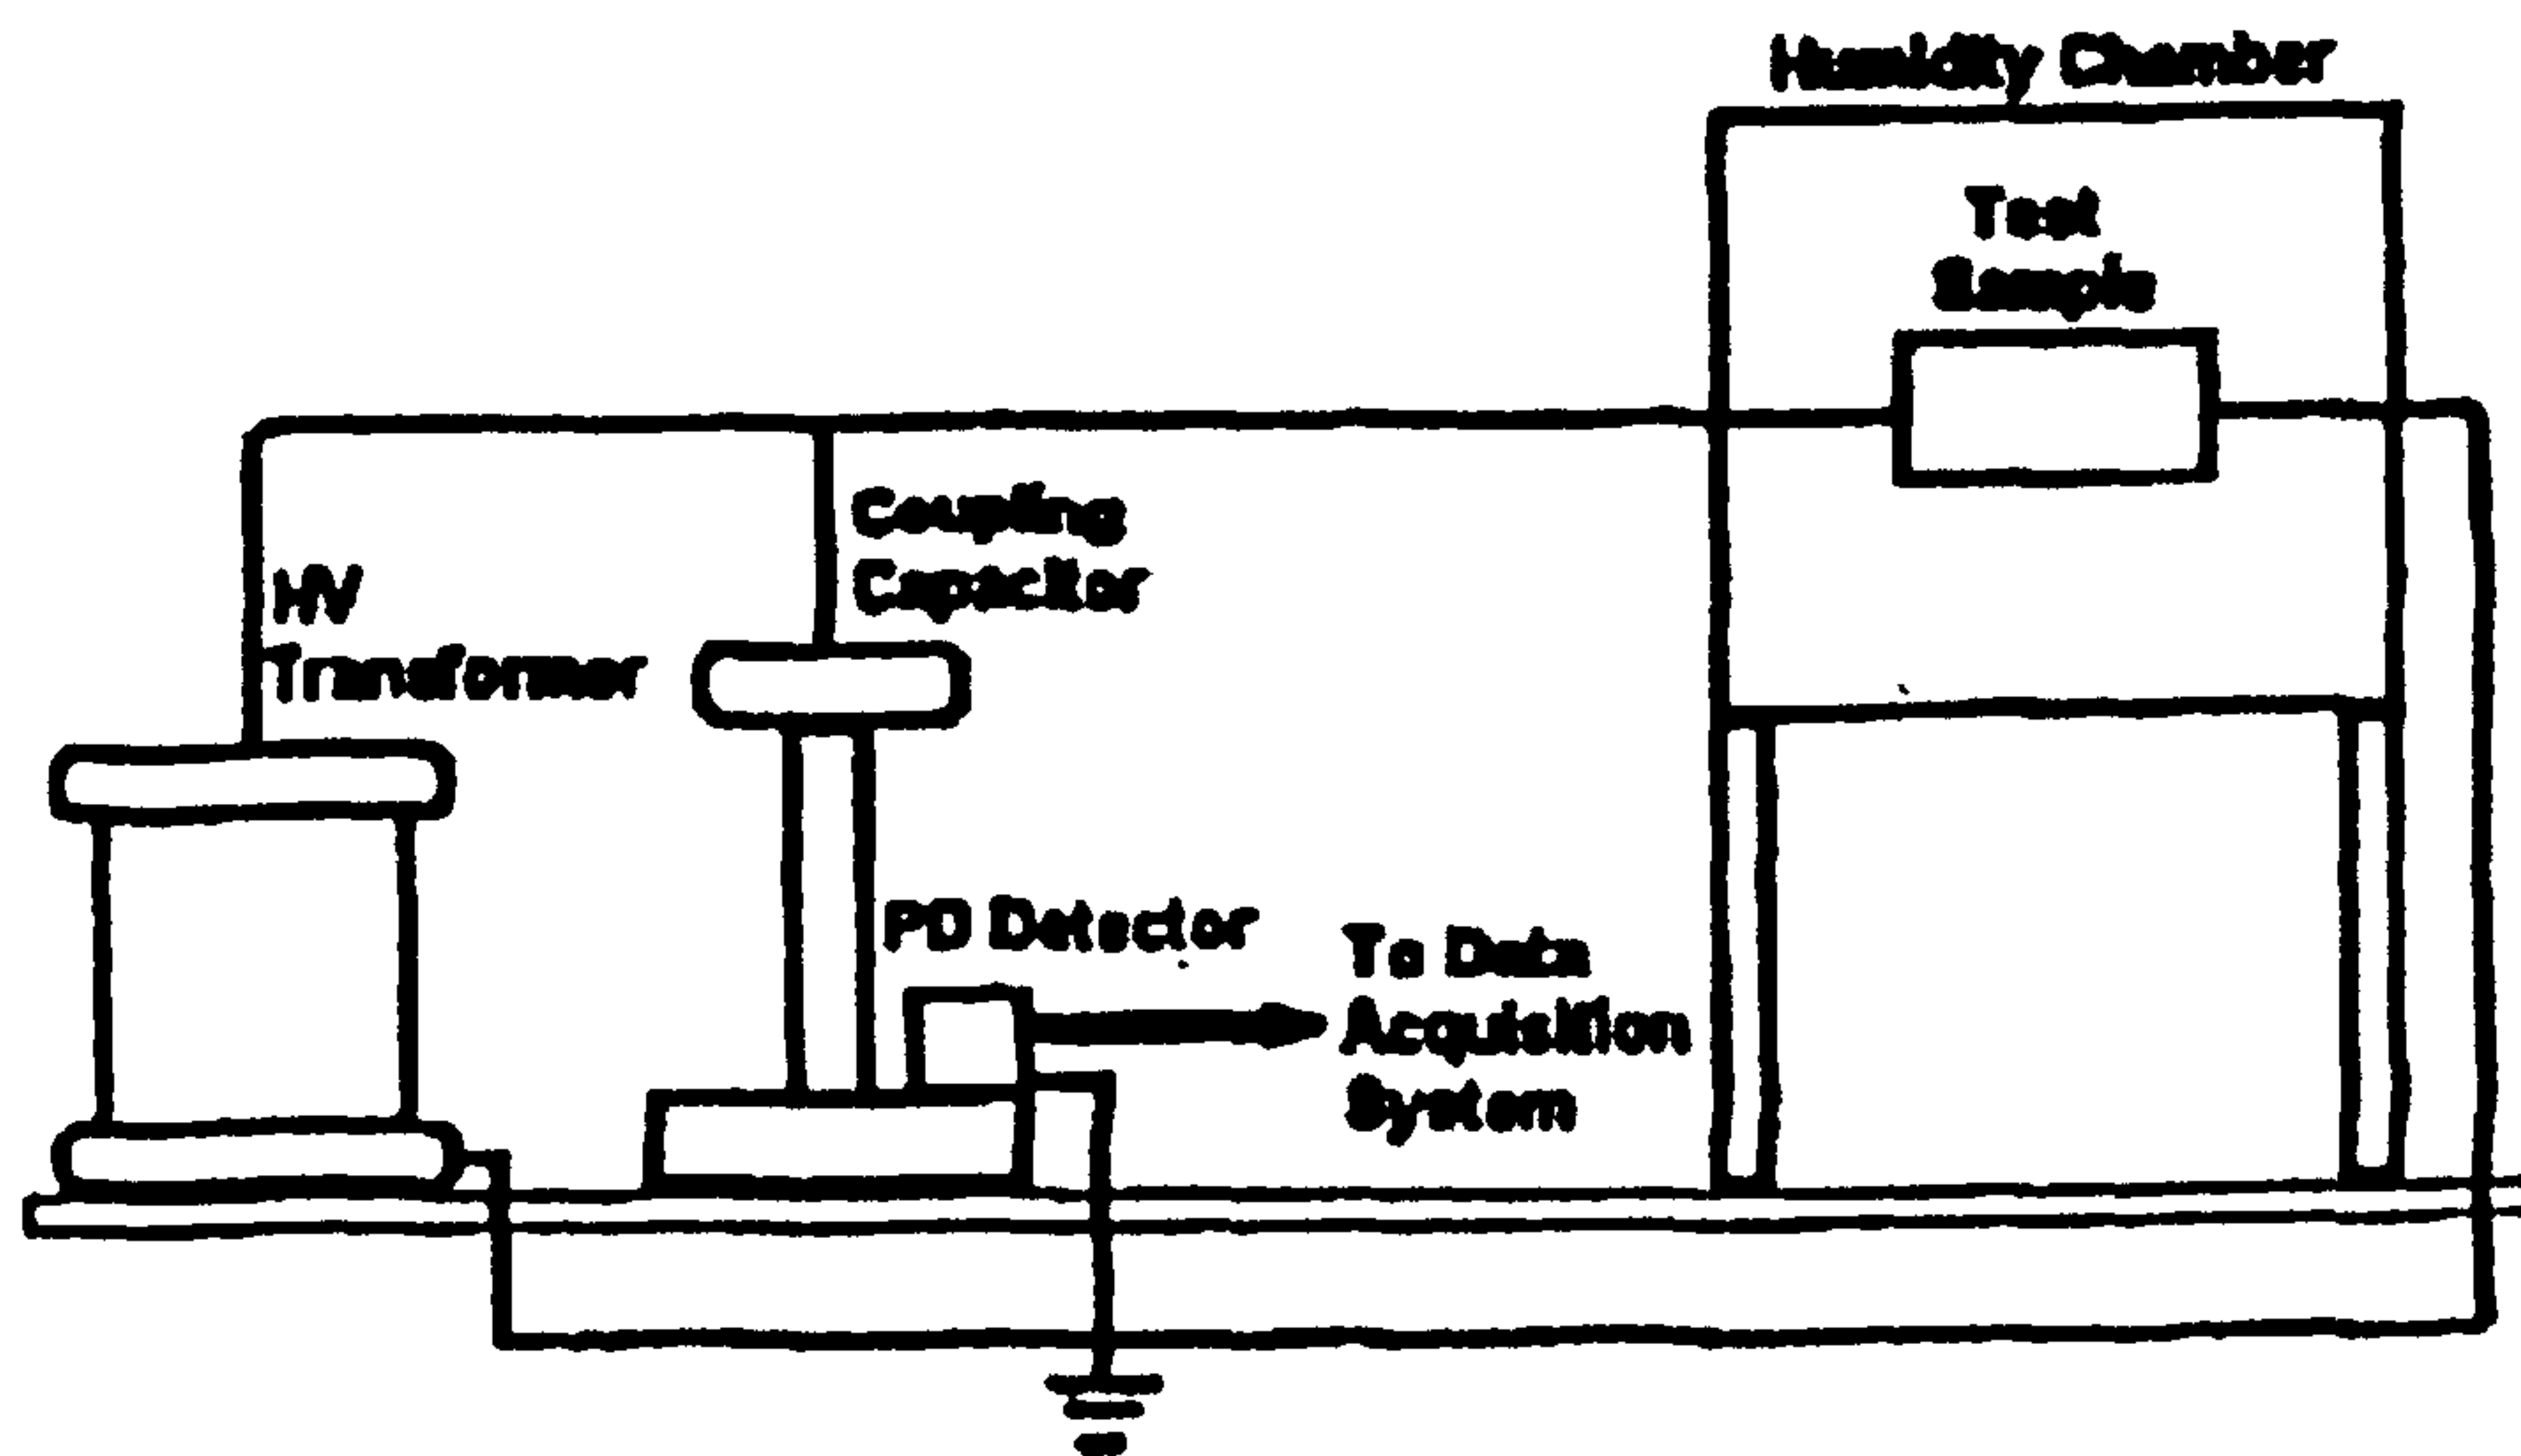 Humidity Chamber
Test
Sample
Coupling
Capacitor
HV
Transformer
PD Detector
To Data
Acquisition
System